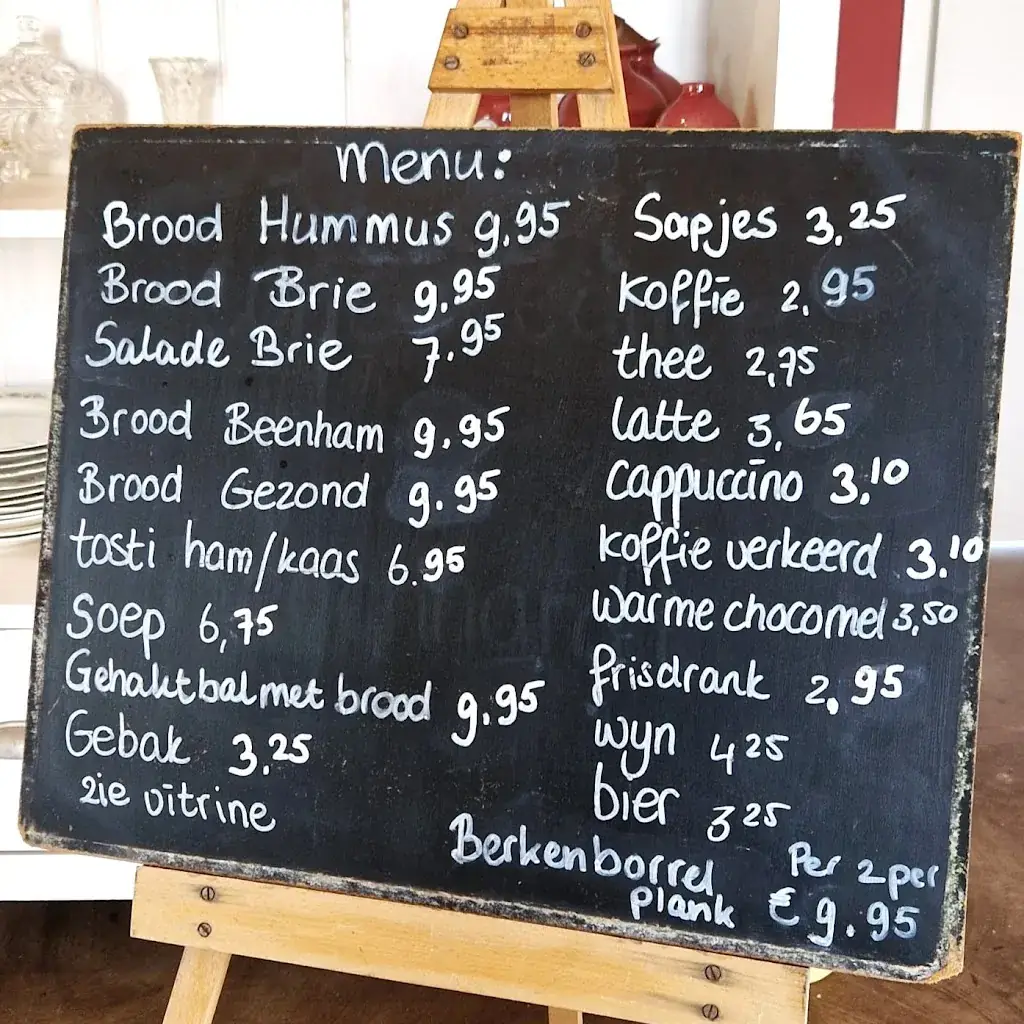 Menu:
Brood Hummus 9,95
Brood Brie 9.95
Salade Brie 7.95
Brood Beenham 9.95
Brood Gezond 9.95
tosti ham/kaas 6.95
Soep 6,75
Gehaktbal met brood 9.95
Gebak 3.25
zie vitrine
Sapjes 3,25
Koffie 2,95
thee 2,75
latte 3,65
cappuccino 3,10
koffie verkeerd 3.10
warme chocomel 3,50
frisdrank 2,95
wyn 4 25
bier 3 25
Berkenborrel Per 2 per
plank € 9.95